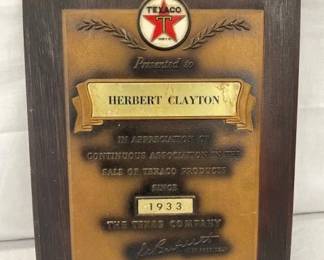 TEXACO
Presented to
HERBERT CLAYTON
IN APPRECIATION OF
CONTINUOUS ASSOCIATION IN THE
SALE OF TEXACO PRODUCTS
SINCE
1933
THE TEXAS COMPANY